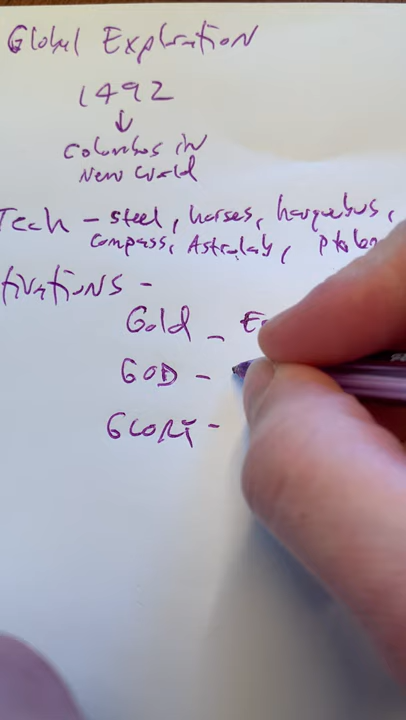 Global Exploration
1492
Columbus in
New World
Tech - steel, horses, harquebus,
compass, Astrolab,
tivations -
Gold -
GOD -
GLORY -